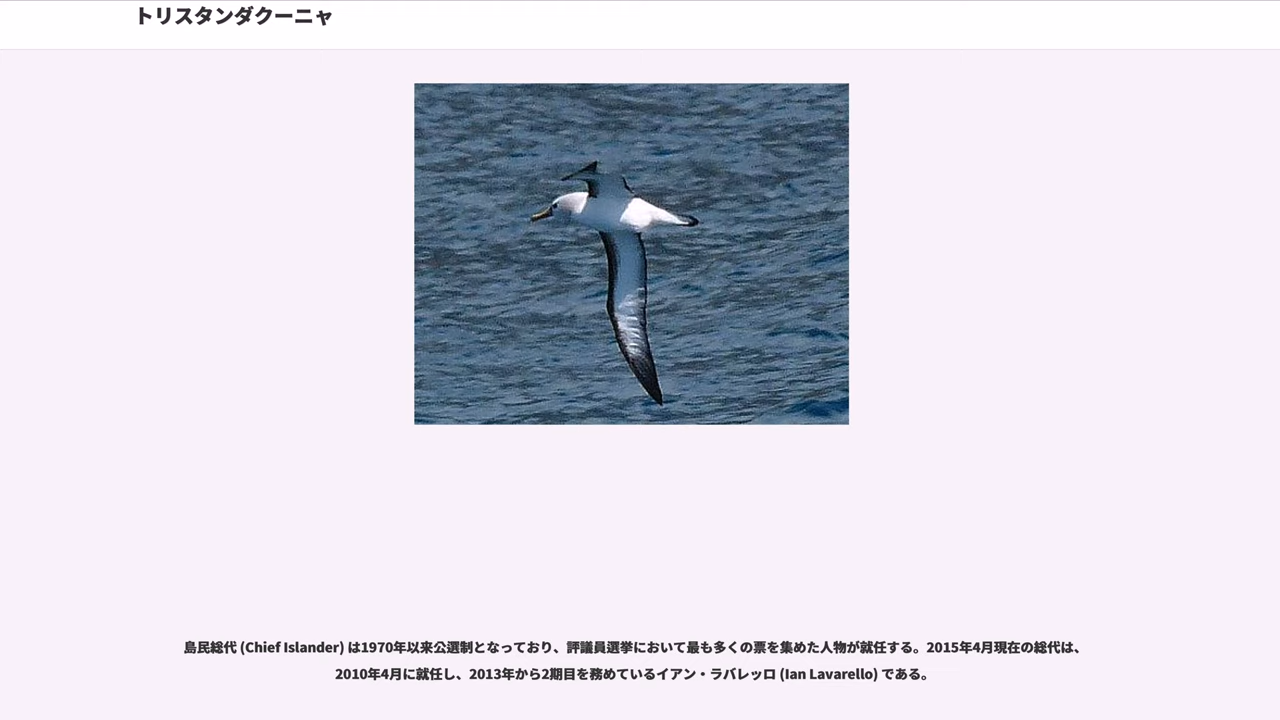 トリスタンダクーニャ
島民総代 (Chief Islander) は1970年以来公選制となっており、評議員選挙において最も多くの票を集めた人物が就任する。2015年4月現在の総代は、
2010年4月に就任し、2013年から2期目を務めているイアン・ラバレッロ (Ian Lavarello) である。